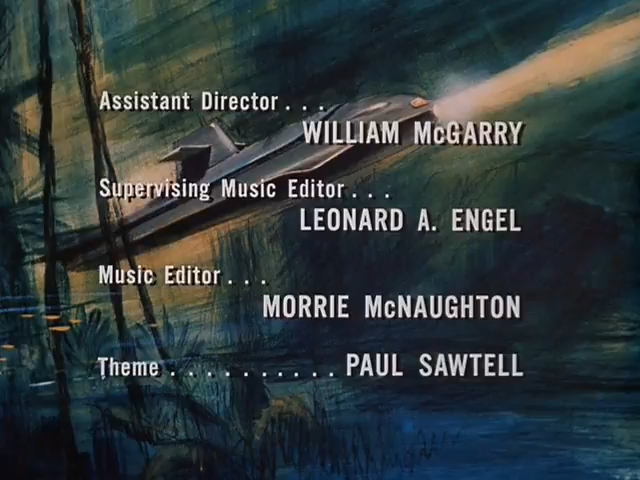 Assistant Director . . .
WILLIAM McGARRY
Supervising Music Editor . . .
LEONARD A. ENGEL
Music Editor . . .
MORRIE McNAUGHTON
Theme . . . . . . . . . . PAUL SAWTELL